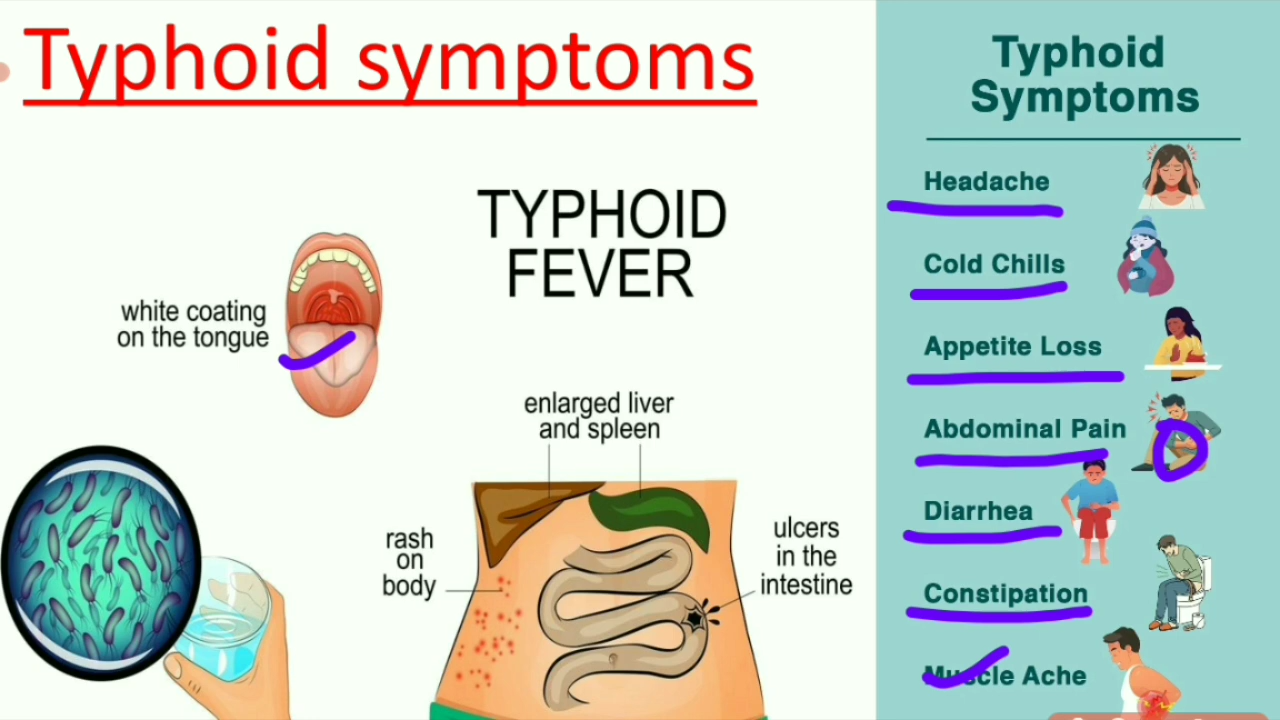 Typhoid symptoms
TYPHOID
FEVER
white coating
on the tongue
enlarged liver
and spleen
rash
on
body
ulcers
in the
intestine
Typhoid
Symptoms
Headache
Cold Chills
Appetite Loss
Abdominal Pain
Diarrhea
Constipation
Muscle Ache